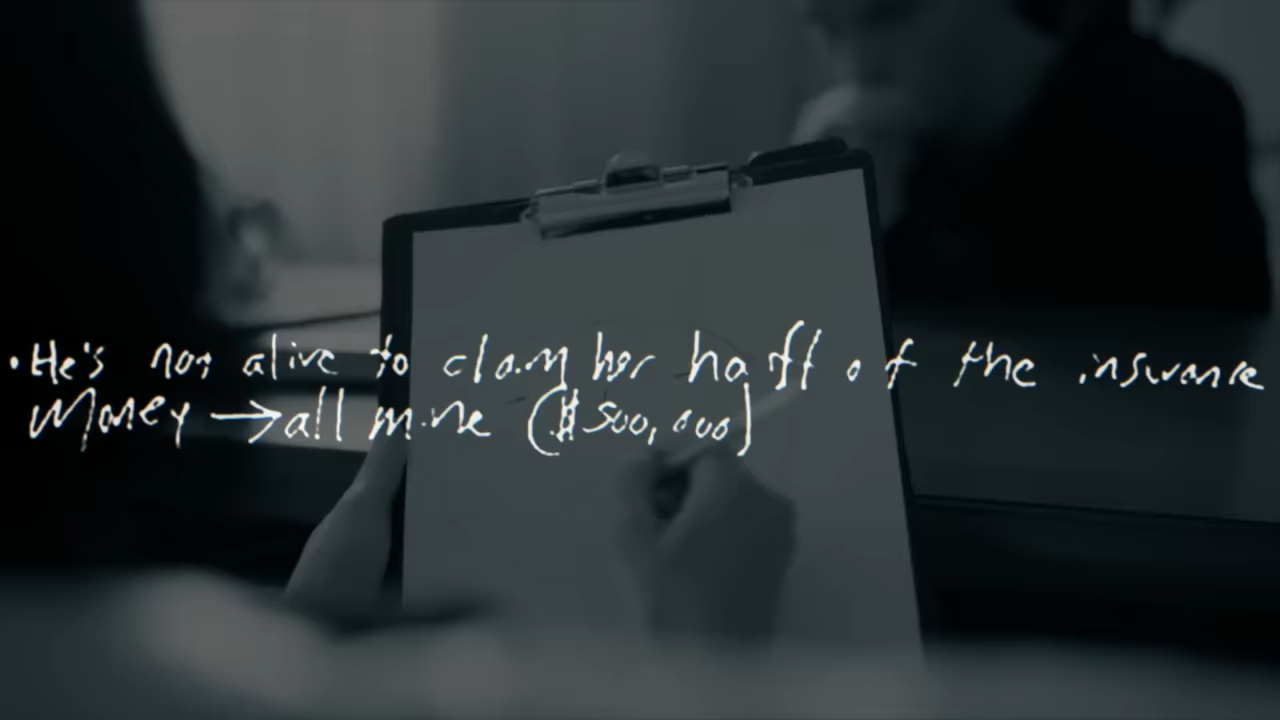 •He's not alive to claim her half of the insurance
Money → all mine ($500,000)